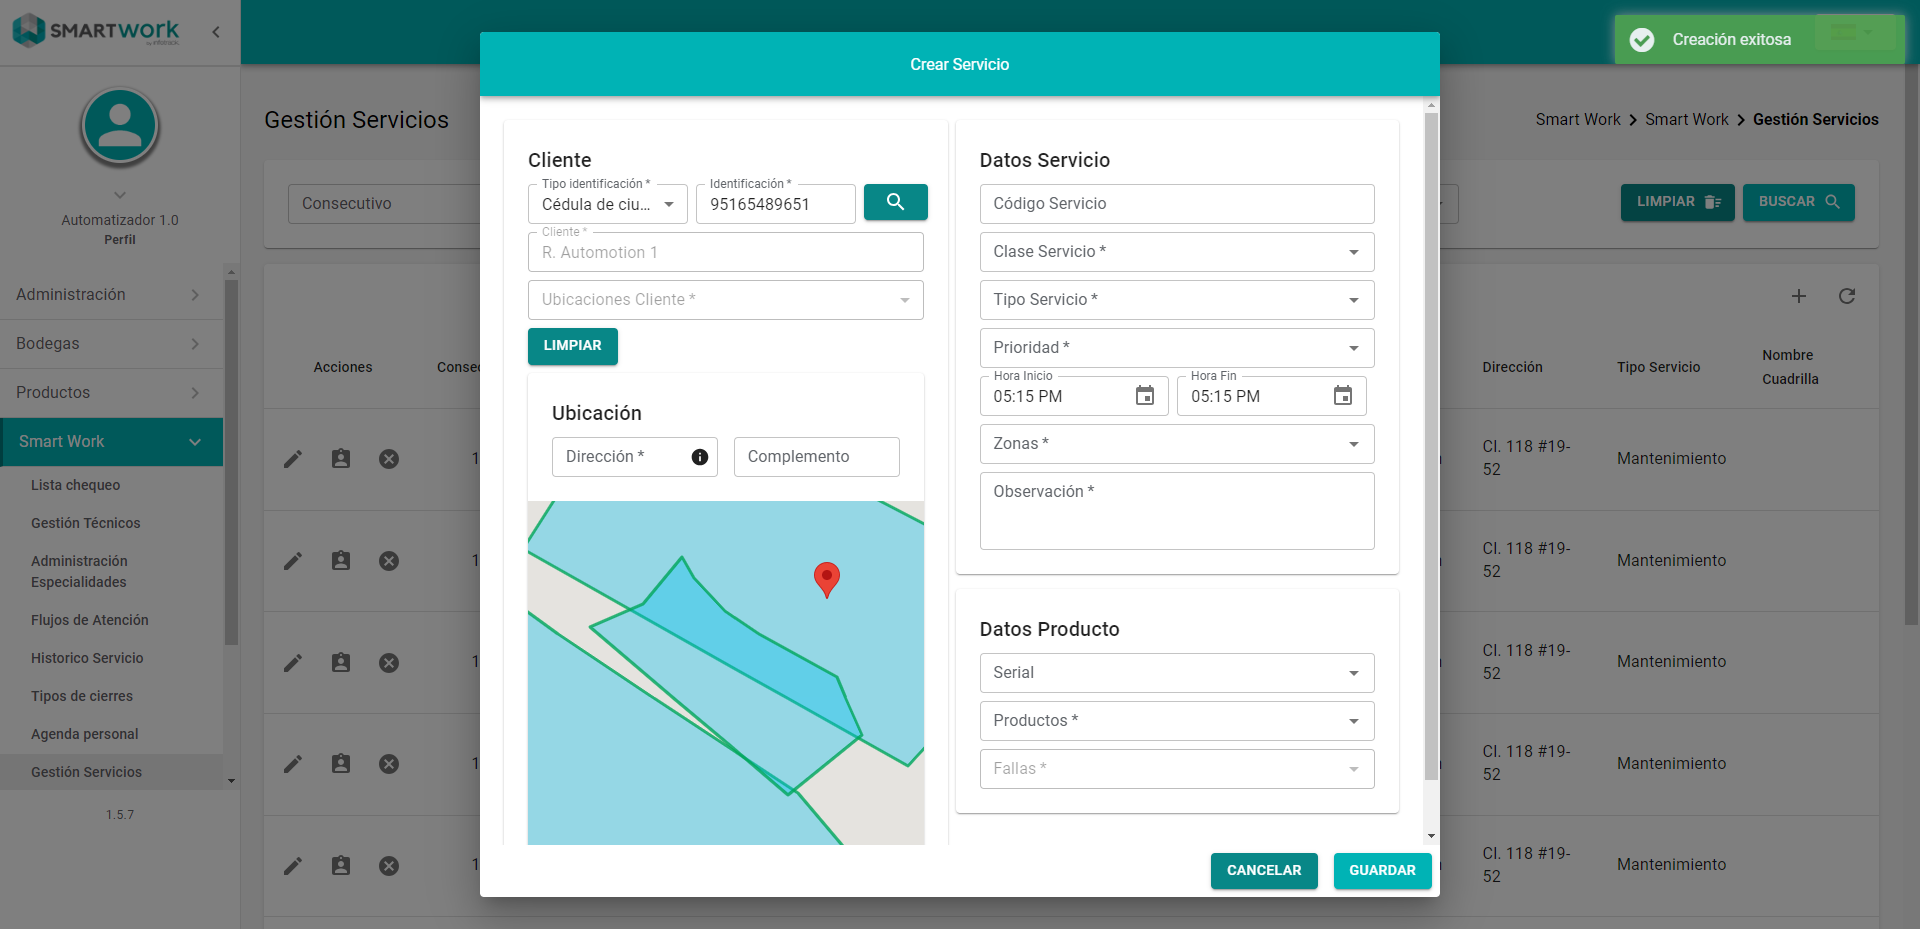 SMARTWORK
by infotrack
Creación exitosa
Crear Servicio
Gestión Servicios
Smart Work
Smart Work
Gestión Servicios
Automatizador 1.0
Perfil
Administración
Bodegas
Productos
Smart Work
Lista chequeo
Gestión Técnicos
Administración
Especialidades
Flujos de Atención
Historico Servicio
Tipos de cierres
Agenda personal
Gestión Servicios
1.5.7
Consecutivo
LIMPIAR
BUSCAR
Acciones
Dirección
Tipo Servicio
Nombre
Cuadrilla
Cl. 118 #19-
52
Mantenimiento
Cl. 118 #19-
52
Mantenimiento
Cl. 118 #19-
52
Mantenimiento
Cl. 118 #19-
52
Mantenimiento
Cl. 118 #19-
52
Mantenimiento
Cliente
Tipo identificación *
Cédula de ciu...
Identificación *
95165489651
Cliente *
R. Automotion 1
Ubicaciones Cliente *
LIMPIAR
Ubicación
Dirección *
Complemento
Datos Servicio
Código Servicio
Clase Servicio *
Tipo Servicio *
Prioridad *
Hora Inicio
05:15 PM
Hora Fin
05:15 PM
Zonas *
Observación *
Datos Producto
Serial
Productos *
Fallas *
CANCELAR
GUARDAR